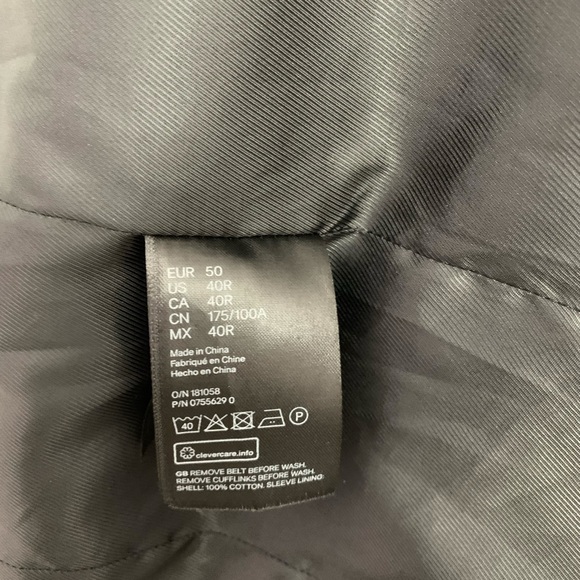 EUR 50
US 40R
CA 40R
CN 175/100A
MX 40R
Made in China
Fabriqué en Chine
Hecho en China
O/N 181058
P/N 0755629 0
40 P
clevercare.info
GB REMOVE BELT BEFORE WASH.
REMOVE CUFFLINKS BEFORE WASH.
SHELL: 100% COTTON. SLEEVE LINING: